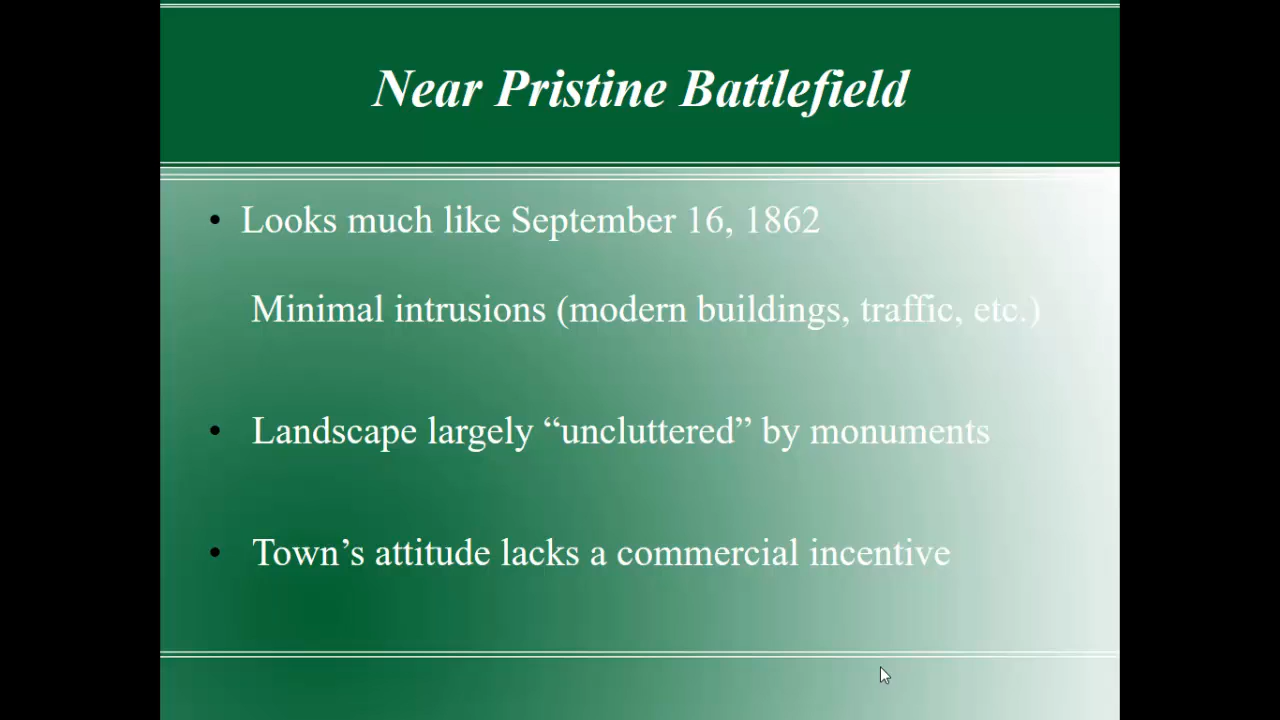 Near Pristine Battlefield
• Looks much like September 16, 1862
Minimal intrusions (modern buildings, traffic, etc.)
• Landscape largely “uncluttered” by monuments
• Town’s attitude lacks a commercial incentive